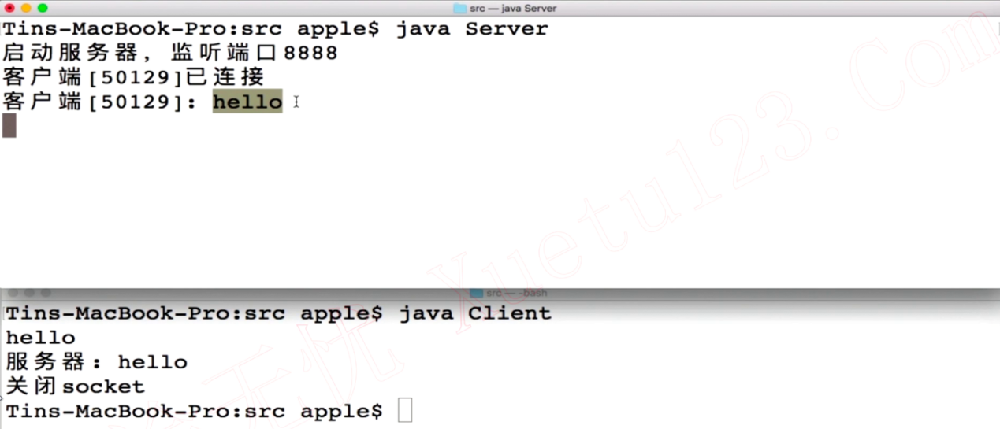 src — java Server
Tins-MacBook-Pro:src apple$ java Server
启动服务器，监听端口8888
客户端[50129]已连接
客户端[50129]: hello
src — -bash
Tins-MacBook-Pro:src apple$ java Client
hello
服务器: hello
关闭socket
Tins-MacBook-Pro:src apple$
Xuetu123.Com
无忧